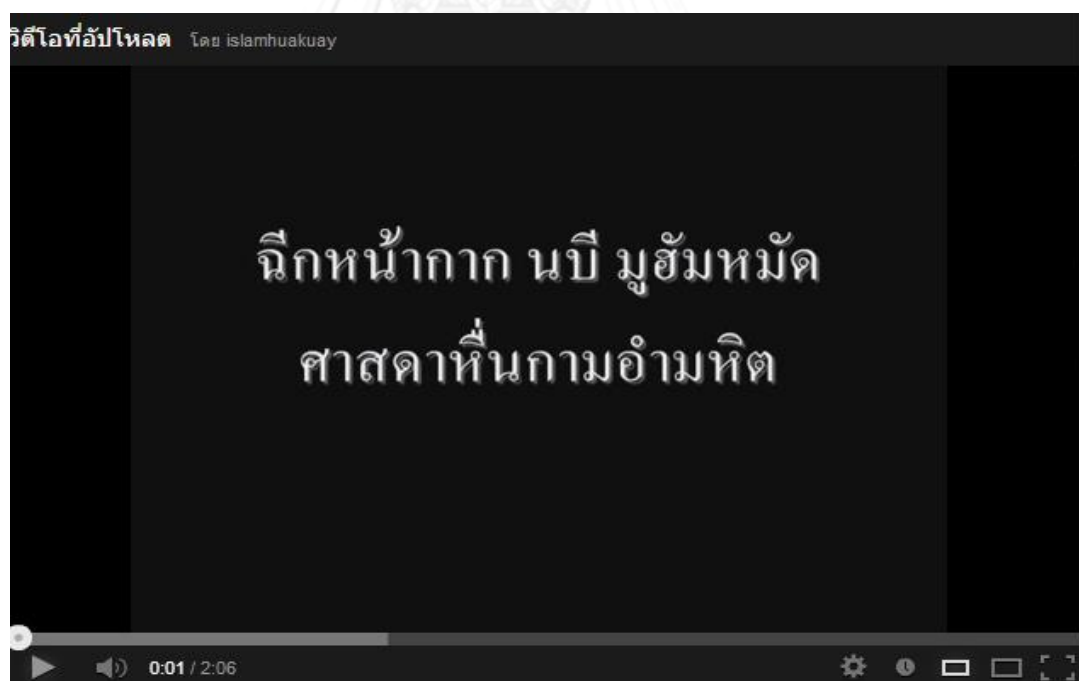 วิดีโอที่อัปโหลด โดย islamhuakuay
ฉีกหน้ากาก นบี มูฮัมหมัด
ศาสดาหื่นกามอำมหิต
0:01 / 2:06